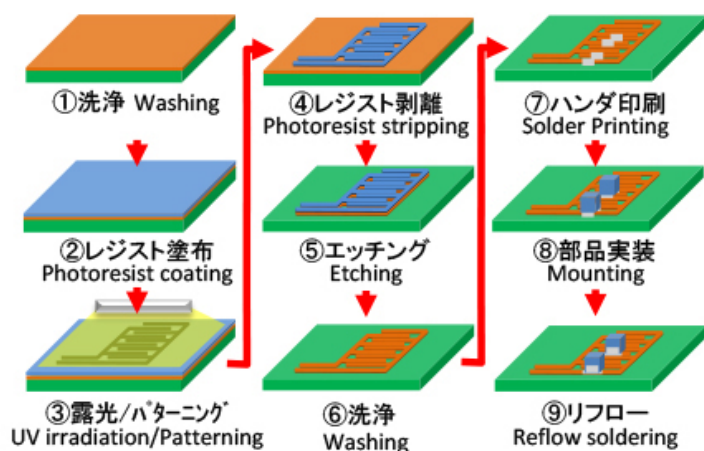 ①洗浄 Washing
②レジスト塗布
Photoresist coating
③露光/ﾊﾟﾀｰﾆﾝｸﾞ
UV irradiation/Patterning
④レジスト剥離
Photoresist stripping
⑤エッチング
Etching
⑥洗浄
Washing
⑦ハンダ印刷
Solder Printing
⑧部品実装
Mounting
⑨リフロー
Reflow soldering